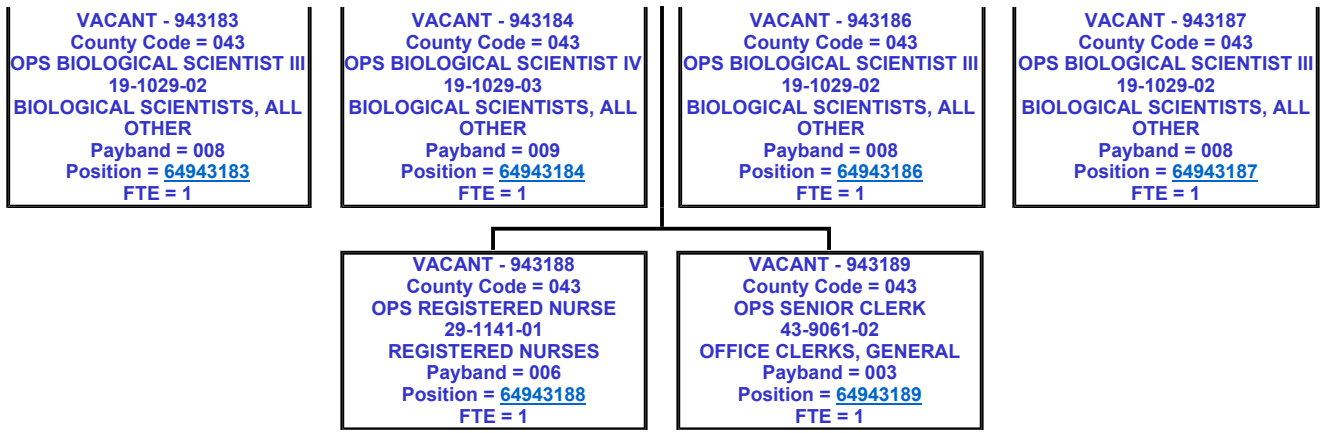 VACANT - 943183
County Code = 043
OPS BIOLOGICAL SCIENTIST III
19-1029-02
BIOLOGICAL SCIENTISTS, ALL
OTHER
Payband = 008
Position = 64943183
FTE = 1
VACANT - 943184
County Code = 043
OPS BIOLOGICAL SCIENTIST IV
19-1029-03
BIOLOGICAL SCIENTISTS, ALL
OTHER
Payband = 009
Position = 64943184
FTE = 1
VACANT - 943186
County Code = 043
OPS BIOLOGICAL SCIENTIST III
19-1029-02
BIOLOGICAL SCIENTISTS, ALL
OTHER
Payband = 008
Position = 64943186
FTE = 1
VACANT - 943187
County Code = 043
OPS BIOLOGICAL SCIENTIST III
19-1029-02
BIOLOGICAL SCIENTISTS, ALL
OTHER
Payband = 008
Position = 64943187
FTE = 1
VACANT - 943188
County Code = 043
OPS REGISTERED NURSE
29-1141-01
REGISTERED NURSES
Payband = 006
Position = 64943188
FTE = 1
VACANT - 943189
County Code = 043
OPS SENIOR CLERK
43-9061-02
OFFICE CLERKS, GENERAL
Payband = 003
Position = 64943189
FTE = 1